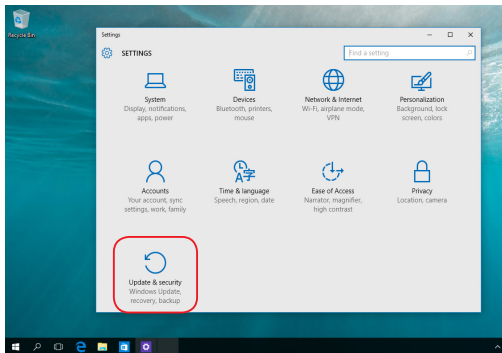 Recycle Bin
Settings
SETTINGS
Find a setting
System
Display, notifications,
apps, power
Devices
Bluetooth, printers,
mouse
Network & Internet
Wi-Fi, airplane mode,
VPN
Personalization
Background, lock
screen, colors
Accounts
Your account, sync
settings, work, family
Time & language
Speech, region, date
Ease of Access
Narrator, magnifier,
high contrast
Privacy
Location, camera
Update & security
Windows Update,
recovery, backup